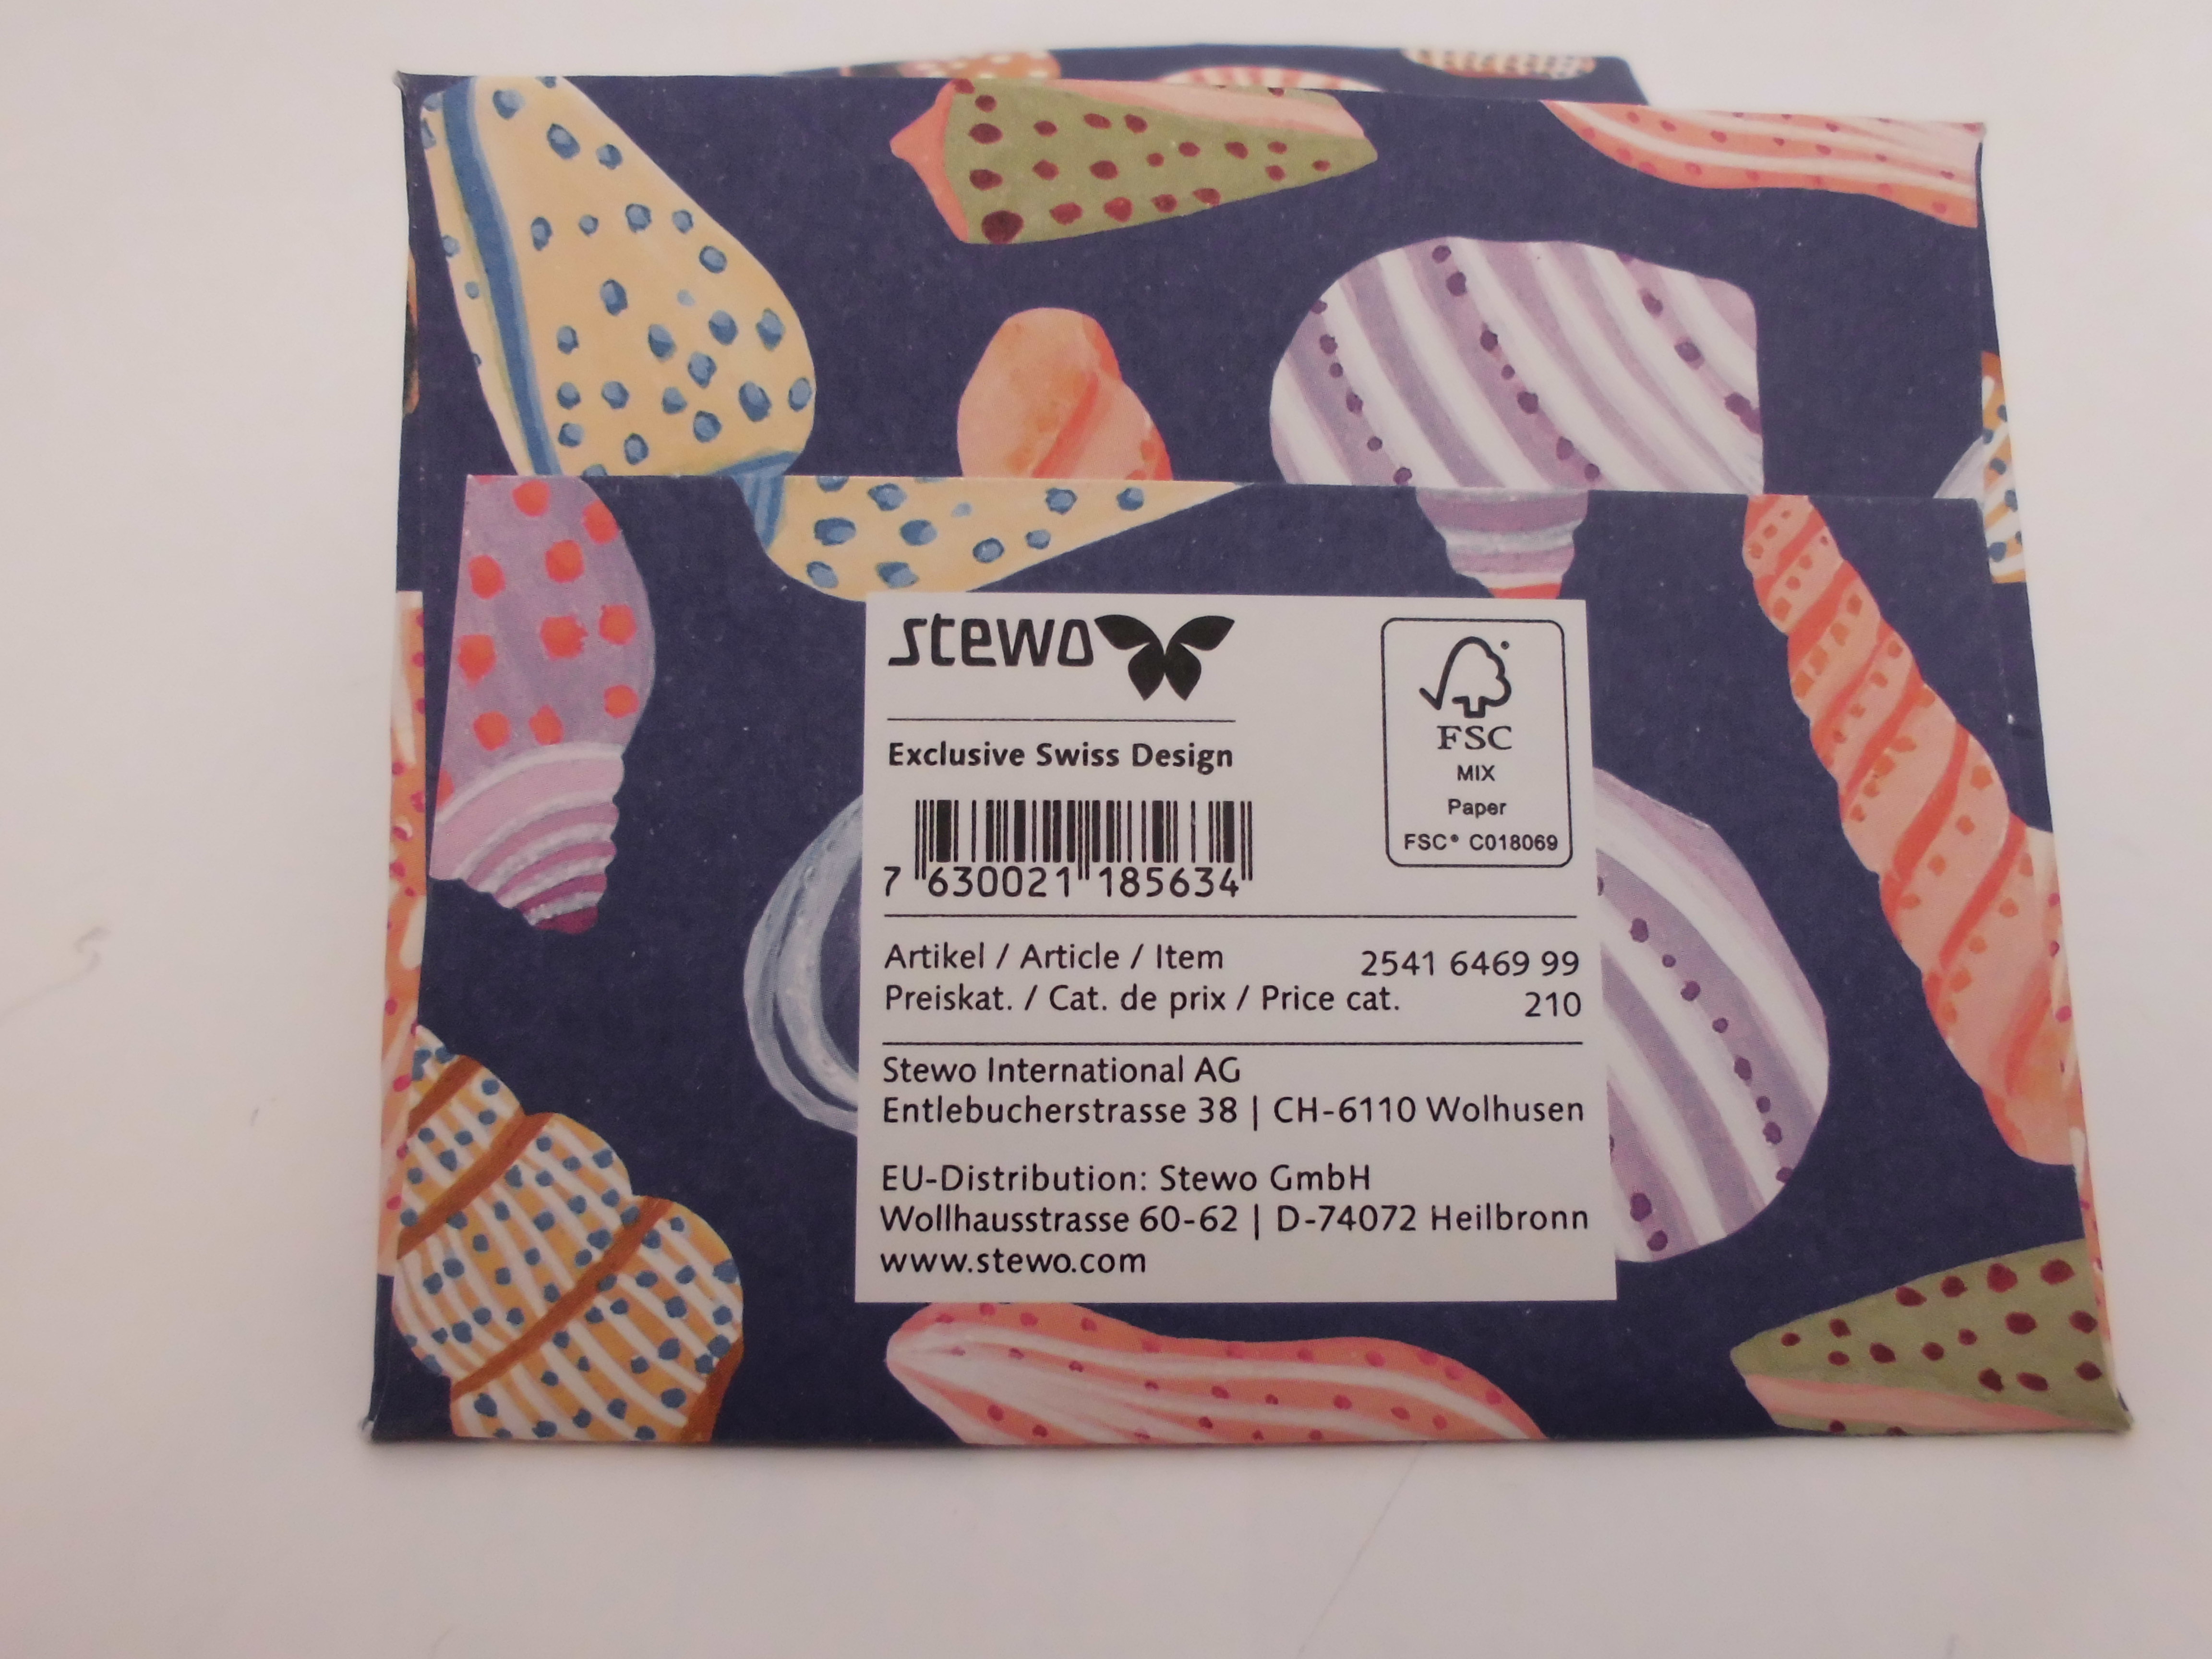 stewo
Exclusive Swiss Design
7 630021 185634
FSC
MIX
Paper
FSC® C018069
Artikel / Article / Item 2541 6469 99
Preiskat. / Cat. de prix / Price cat. 210
Stewo International AG
Entlebucherstrasse 38 | CH-6110 Wolhusen
EU-Distribution: Stewo GmbH
Wollhausstrasse 60-62 | D-74072 Heilbronn
www.stewo.com